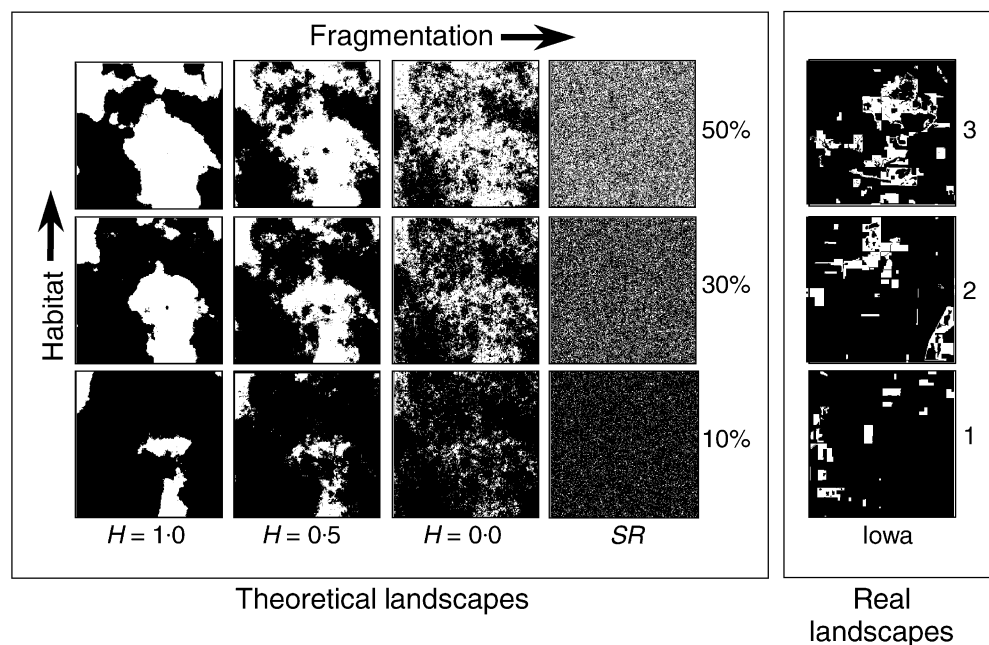 Fragmentation
Habitat
50%
30%
10%
H = 1·0
H = 0·5
H = 0·0
SR
Theoretical landscapes
3
2
1
Iowa
Real
landscapes